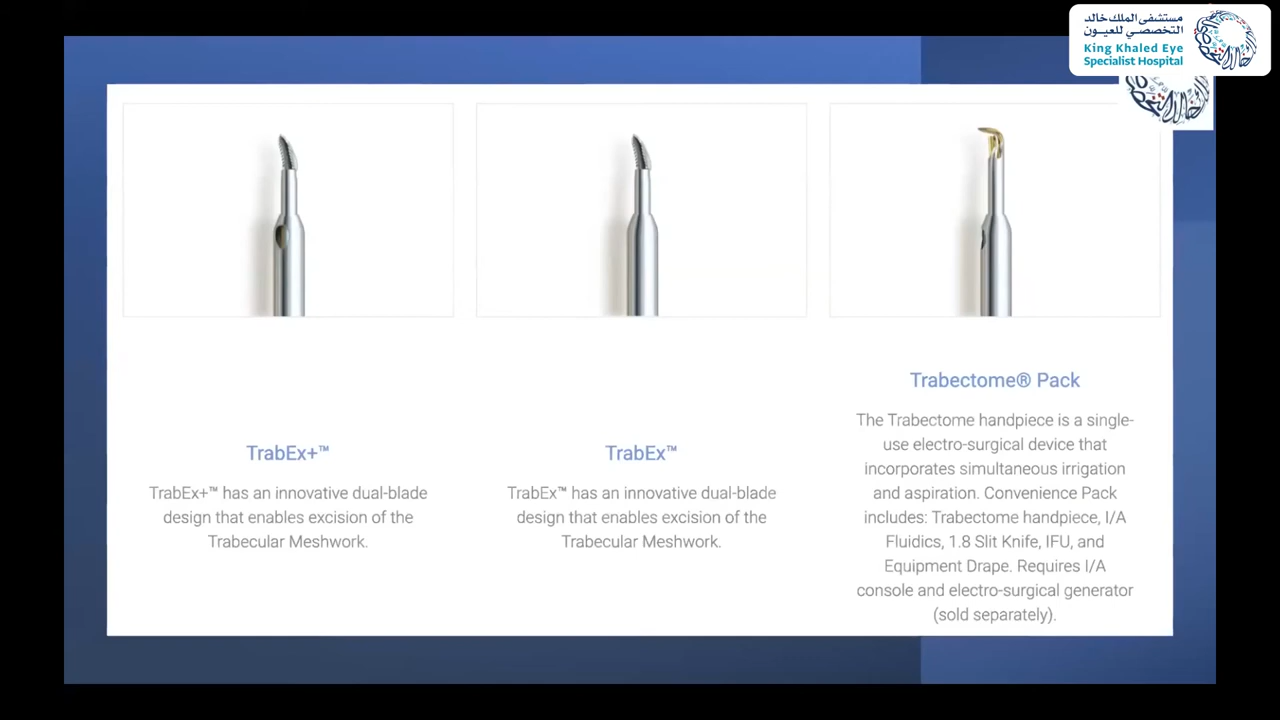 مستشفى الملك خالد
التخصصي للعيون
King Khaled Eye
Specialist Hospital
TrabEx+™
TrabEx+™ has an innovative dual-blade
design that enables excision of the
Trabecular Meshwork.
TrabEx™
TrabEx™ has an innovative dual-blade
design that enables excision of the
Trabecular Meshwork.
Trabectome® Pack
The Trabectome handpiece is a single-
use electro-surgical device that
incorporates simultaneous irrigation
and aspiration. Convenience Pack
includes: Trabectome handpiece, I/A
Fluidics, 1.8 Slit Knife, IFU, and
Equipment Drape. Requires I/A
console and electro-surgical generator
(sold separately).